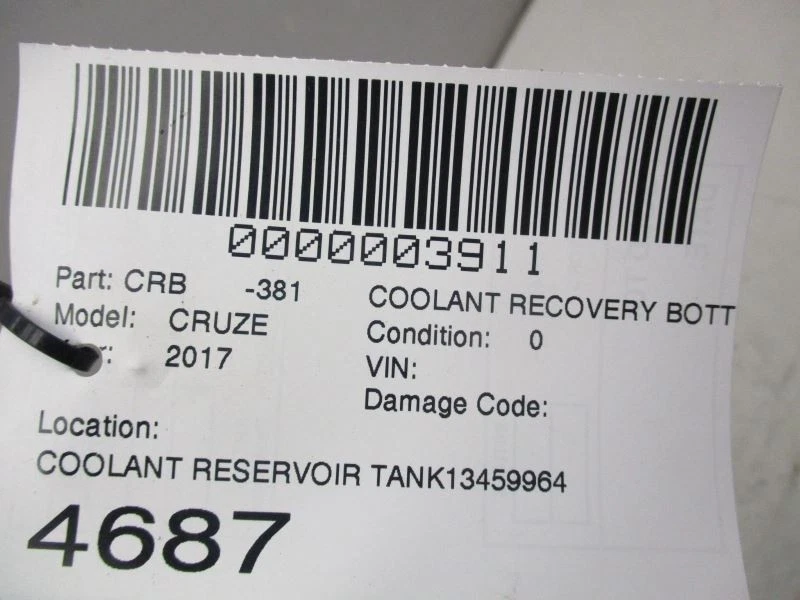 0000003911
Part: CRB -381 COOLANT RECOVERY BOTT
Model: CRUZE Condition: 0
2017 VIN:
Damage Code:
Location:
COOLANT RESERVOIR TANK13459964
4687